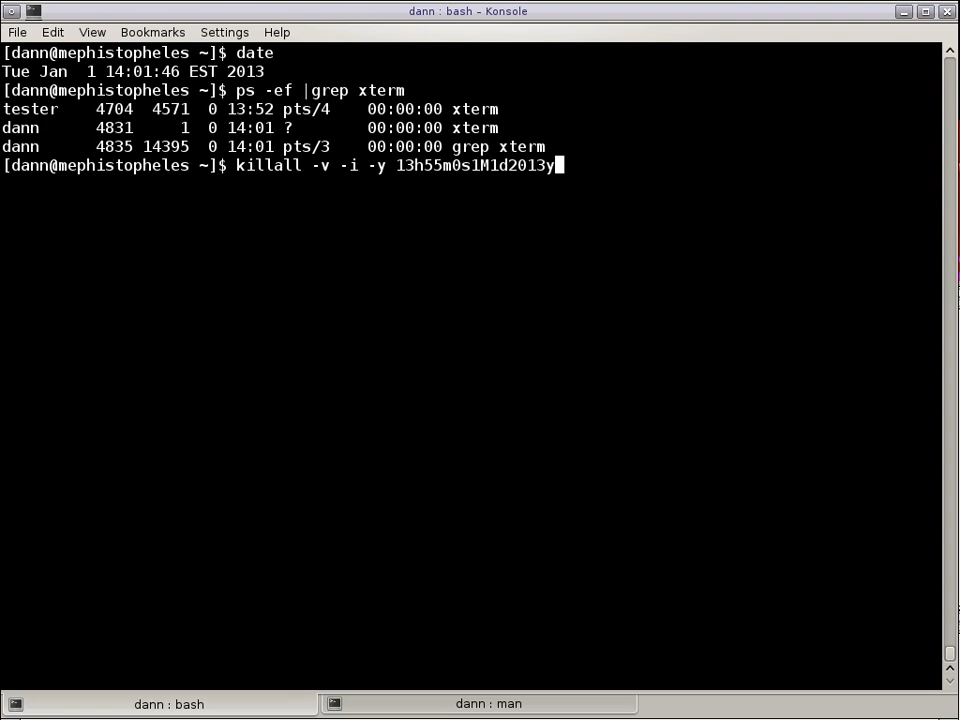 dann : bash - Konsole
File Edit View Bookmarks Settings Help
[dann@mephistopheles ~]$ date
Tue Jan  1 14:01:46 EST 2013
[dann@mephistopheles ~]$ ps -ef |grep xterm
tester    4704  4571  0 13:52 pts/4    00:00:00 xterm
dann      4831     1  0 14:01 ?        00:00:00 xterm
dann      4835 14395  0 14:01 pts/3    00:00:00 grep xterm
[dann@mephistopheles ~]$ killall -v -i -y 13h55m0s1M1d2013y
dann : bash dann : man